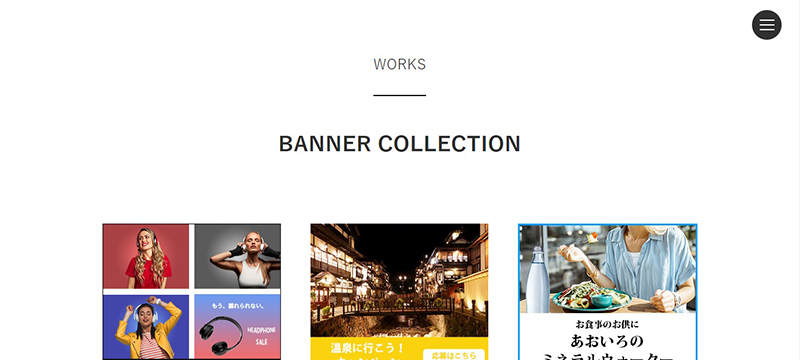 WORKS
BANNER COLLECTION
もう、離れられない。
HEADPHONE
SALE
温泉に行こう！
応募はこちら
お食事のお供に
あおいろの
ミネラルウォーター